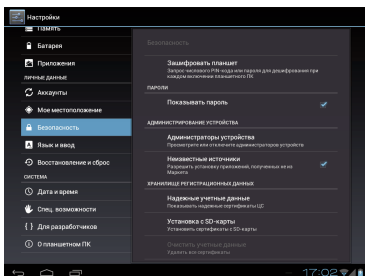 Настройки
Память
Батарея
Приложения
ЛИЧНЫЕ ДАННЫЕ
Аккаунты
Мое местоположение
Безопасность
Язык и ввод
Восстановление и сброс
СИСТЕМА
Дата и время
Спец. возможности
Для разработчиков
О планшетном ПК
Безопасность
Зашифровать планшет
Запрос числового PIN-кода или пароля для дешифрования при
каждом включении планшетного ПК
ПАРОЛИ
Показывать пароль
АДМИНИСТРИРОВАНИЕ УСТРОЙСТВА
Администраторы устройства
Просмотрите или отключите администраторов устройств
Неизвестные источники
Разрешить установку приложений, полученных не из
Маркета
ХРАНИЛИЩЕ РЕГИСТРАЦИОННЫХ ДАННЫХ
Надежные учетные данные
Показывать надежные сертификаты ЦС
Установка с SD-карты
Установить сертификаты с SD-карты
Очистить учетные данные
Удалить все сертификаты
17:02